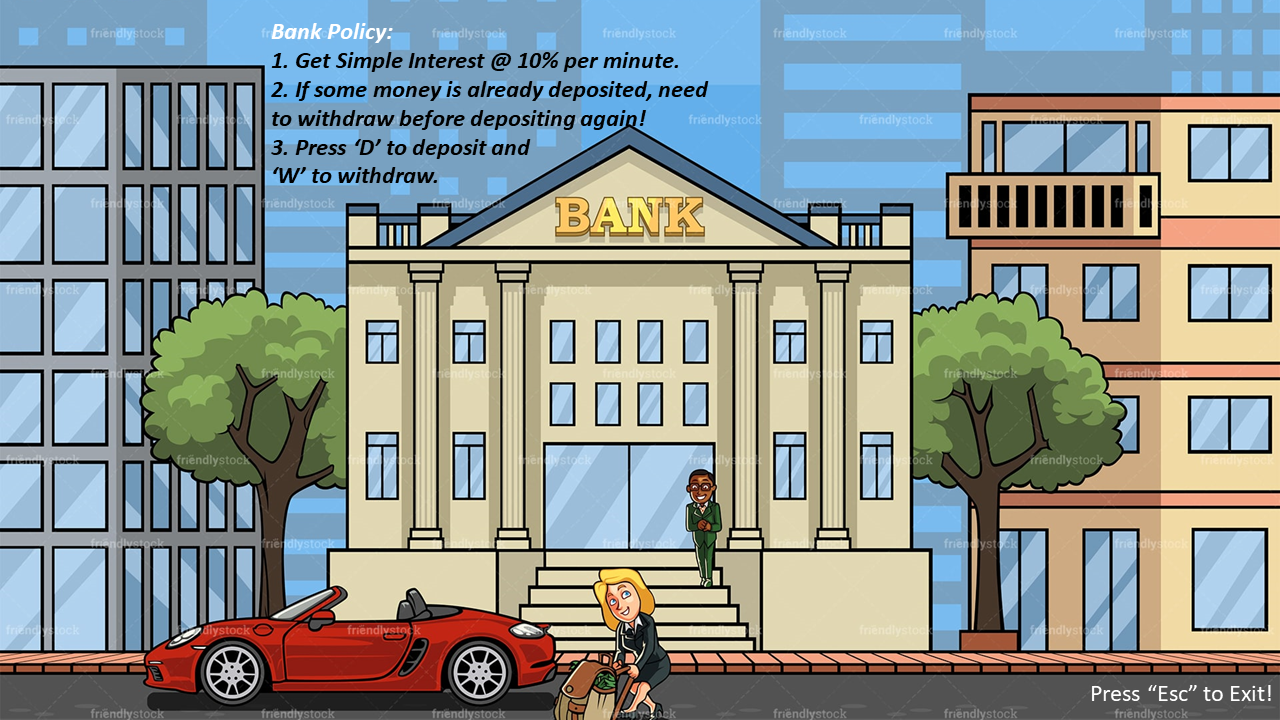 Bank Policy:
1. Get Simple Interest @ 10% per minute.
2. If some money is already deposited, need
to withdraw before depositing again!
3. Press ‘D’ to deposit and
‘W’ to withdraw.
BANK
Press “Esc” to Exit!
friendlystock